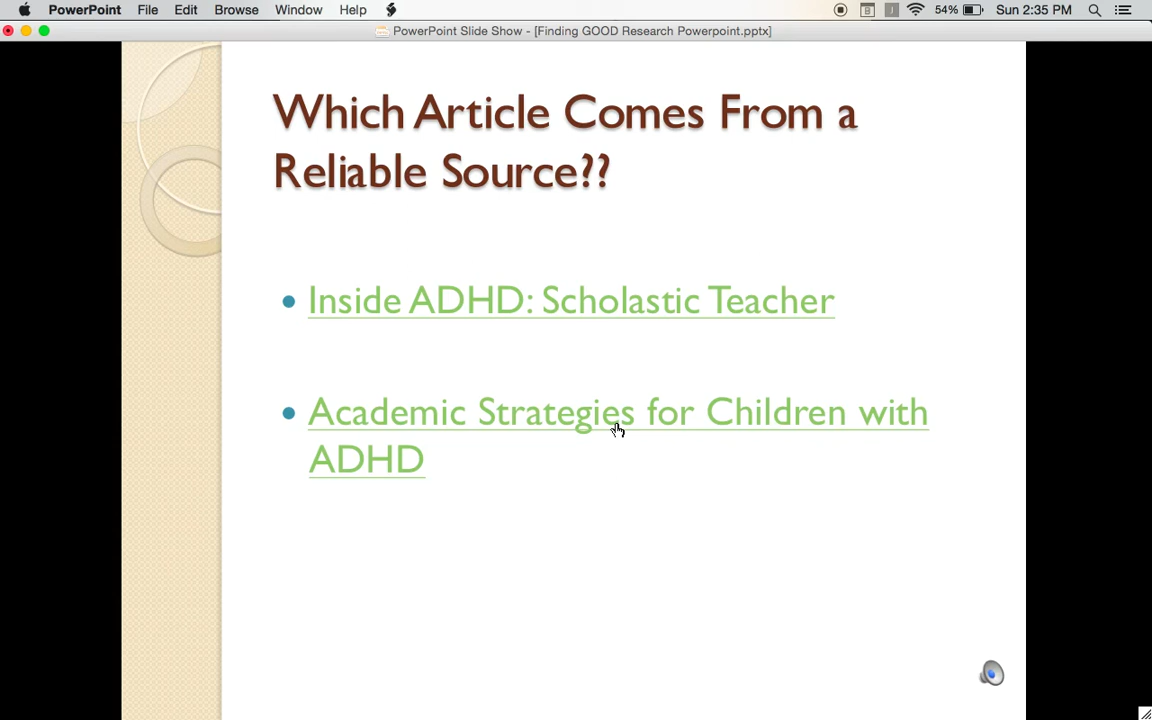 PowerPoint File Edit Browse Window Help 54% Sun 2:35 PM
PowerPoint Slide Show - [Finding GOOD Research Powerpoint.pptx]
Which Article Comes From a
Reliable Source??
• Inside ADHD: Scholastic Teacher
• Academic Strategies for Children with
ADHD